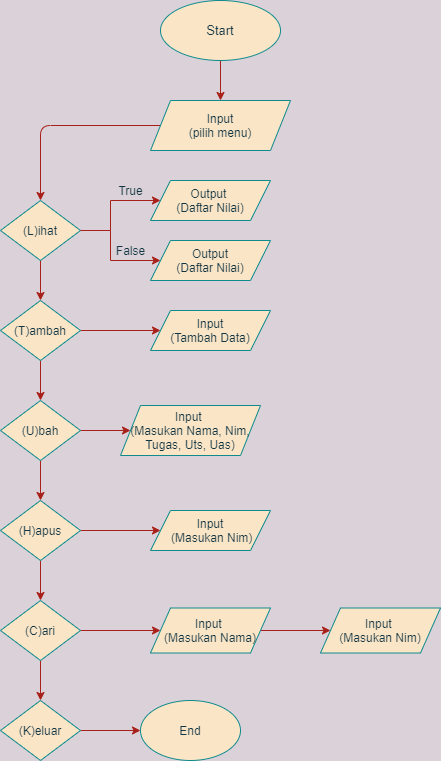 Start
Input
(pilih menu)
True
Output
(Daftar Nilai)
(L)ihat
False
Output
(Daftar Nilai)
(T)ambah
Input
(Tambah Data)
(U)bah
Input
(Masukan Nama, Nim,
Tugas, Uts, Uas)
(H)apus
Input
(Masukan Nim)
(C)ari
Input
(Masukan Nama)
Input
(Masukan Nim)
(K)eluar
End